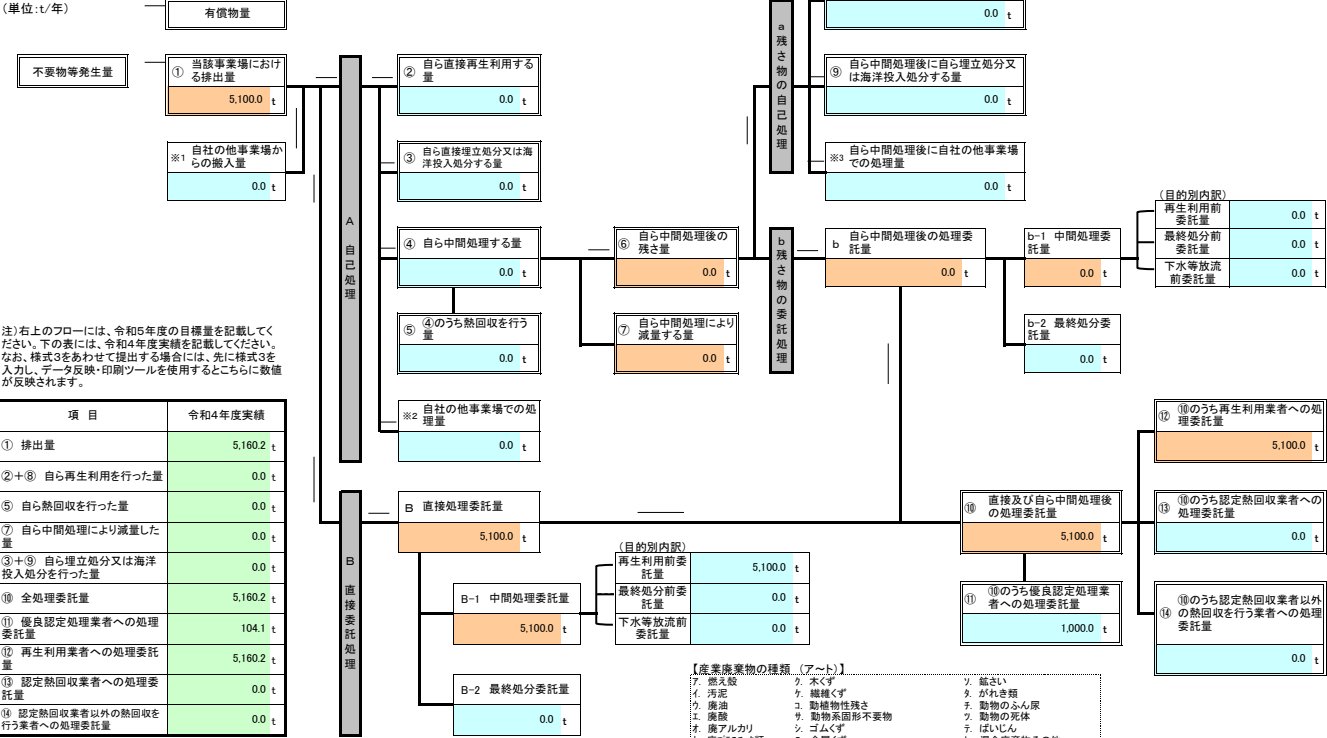 (単位:t/年)
有償物量
不要物等発生量
① 当該事業場におけ
る排出量
5,100.0 t
※1 自社の他事業場か
らの搬入量
0.0 t
A
自
己
処
理
② 自ら直接再生利用する
量
0.0 t
③ 自ら直接埋立処分又は海
洋投入処分する量
0.0 t
④ 自ら中間処理する量
0.0 t
⑤ ④のうち熱回収を行う
量
0.0 t
※2 自社の他事業場での処
理量
0.0 t
⑥ 自ら中間処理後の
残さ量
0.0 t
⑦ 自ら中間処理により
減量する量
0.0 t
a
残
さ
物
の
自
己
処
理
0.0 t
⑨ 自ら中間処理後に自ら埋立処分又
は海洋投入処分する量
0.0 t
※3 自ら中間処理後に自社の他事業場
での処理量
0.0 t
b
残
さ
物
の
委
託
処
理
b 自ら中間処理後の処理委
託量
0.0 t
b-1 中間処理委
託量
0.0 t
b-2 最終処分委
託量
0.0 t
(目的別内訳)
再生利用前
委託量 0.0 t
最終処分前
委託量 0.0 t
下水等放流
前委託量 0.0 t
注)右上のフローには、令和5年度の目標量を記載してく
ださい。下の表には、令和4年度実績を記載してください。
なお、様式3をあわせて提出する場合には、先に様式3を
入力し、データ反映・印刷ツールを使用するとこちらに数値
が反映されます。
項 目 令和4年度実績
① 排出量 5,160.2 t
②+⑧ 自ら再生利用を行った量 0.0 t
⑤ 自ら熱回収を行った量 0.0 t
⑦ 自ら中間処理により減量した
量 0.0 t
③+⑨ 自ら埋立処分又は海洋
投入処分を行った量 0.0 t
⑩ 全処理委託量 5,160.2 t
⑪ 優良認定処理業者への処理
委託量 104.1 t
⑫ 再生利用業者への処理委託
量 5,160.2 t
⑬ 認定熱回収業者への処理委
託量 0.0 t
⑭ 認定熱回収業者以外の熱回収を
行う業者への処理委託量 0.0 t
B
直
接
委
託
処
理
B 直接処理委託量
5,100.0 t
B-1 中間処理委託量
5,100.0 t
B-2 最終処分委託量
0.0 t
(目的別内訳)
再生利用前委
託量 5,100.0 t
最終処分前委
託量 0.0 t
下水等放流前
委託量 0.0 t
⑩ 直接及び自ら中間処理後
の処理委託量
5,100.0 t
⑪ ⑩のうち優良認定処理業
者への処理委託量
1,000.0 t
⑫ ⑩のうち再生利用業者への処
理委託量
5,100.0 t
⑬ ⑩のうち認定熱回収業者への
処理委託量
0.0 t
⑭ ⑩のうち認定熱回収業者以外
の熱回収を行う業者への処理
委託量
0.0 t
【産業廃棄物の種類 (ア~ト)】
ア. 燃え殻 ク. 木くず ソ. 鉱さい
イ. 汚泥 ケ. 繊維くず タ. がれき類
ウ. 廃油 コ. 動植物性残さ チ. 動物のふん尿
エ. 廃酸 サ. 動物系固形不要物 ツ. 動物の死体
オ. 廃アルカリ シ. ゴムくず テ. ばいじん